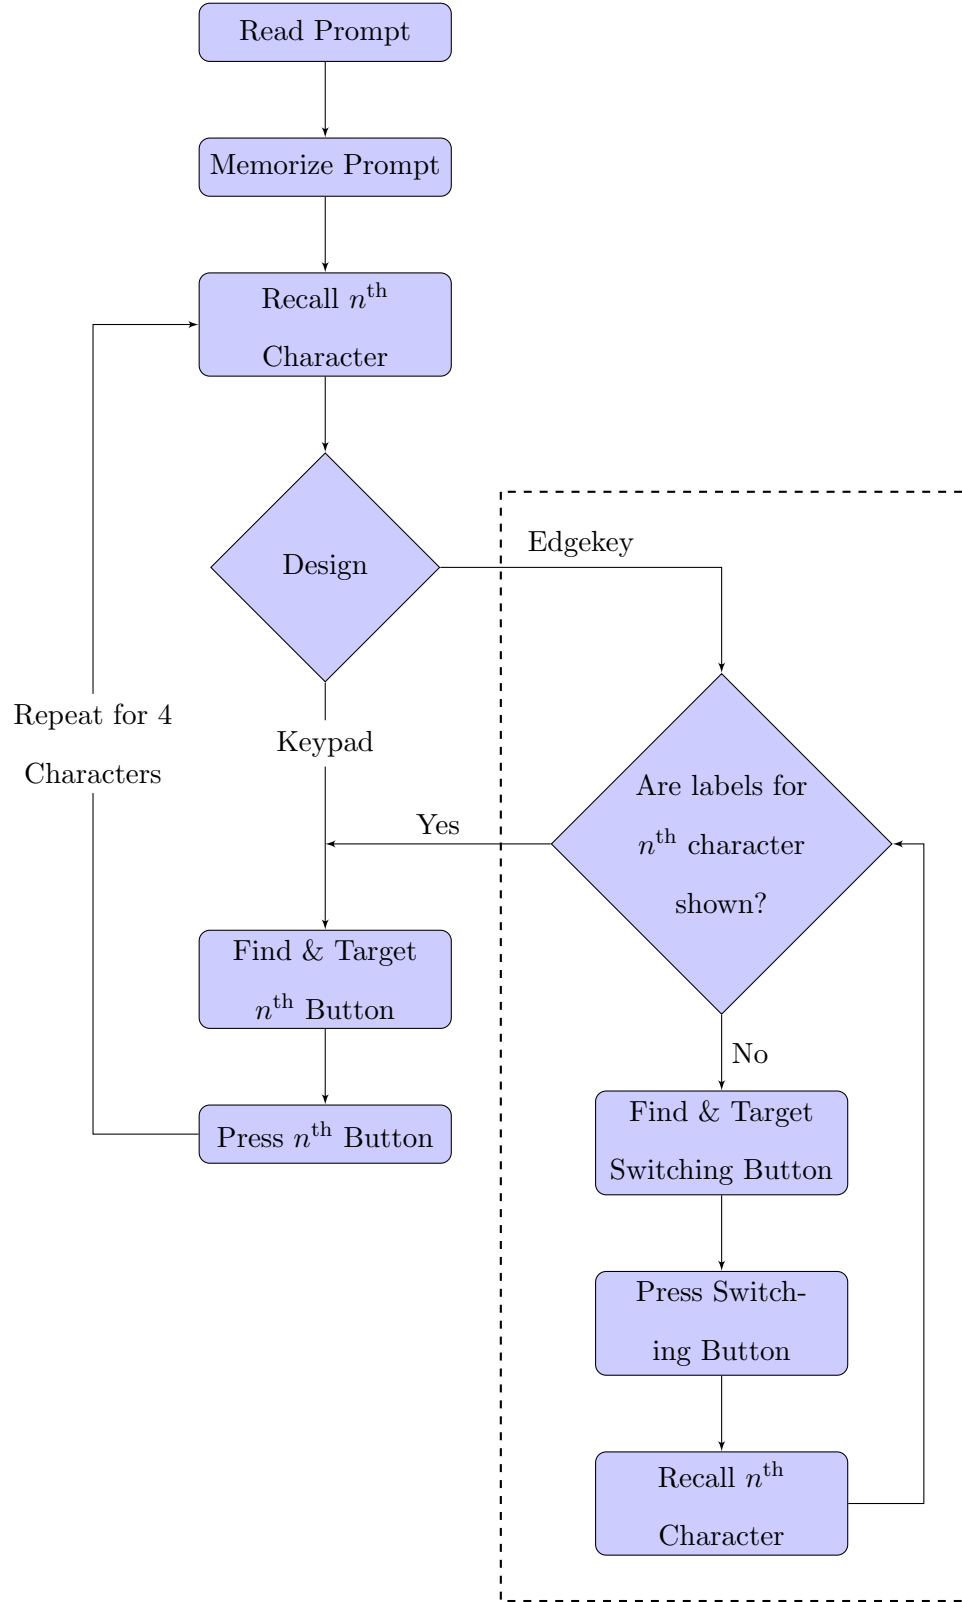 Read Prompt
Memorize Prompt
Recall nth
Character
Design
Edgekey
Repeat for 4
Characters
Keypad
Are labels for
nth character
shown?
Yes
Find & Target
nth Button
Press nth Button
No
Find & Target
Switching Button
Press Switch-
ing Button
Recall nth
Character